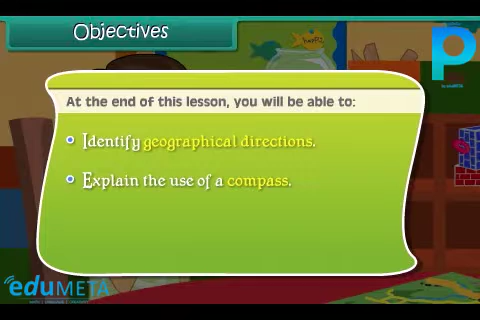 Objectives
At the end of this lesson, you will be able to:
Identify geographical directions.
Explain the use of a compass.
eduMETA